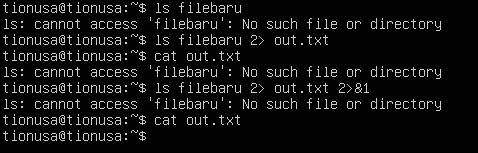 tionusa@tionusa:~$ ls filebaru
ls: cannot access 'filebaru': No such file or directory
tionusa@tionusa:~$ ls filebaru 2> out.txt
tionusa@tionusa:~$ cat out.txt
ls: cannot access 'filebaru': No such file or directory
tionusa@tionusa:~$ ls filebaru 2> out.txt 2>&1
ls: cannot access 'filebaru': No such file or directory
tionusa@tionusa:~$ cat out.txt
tionusa@tionusa:~$